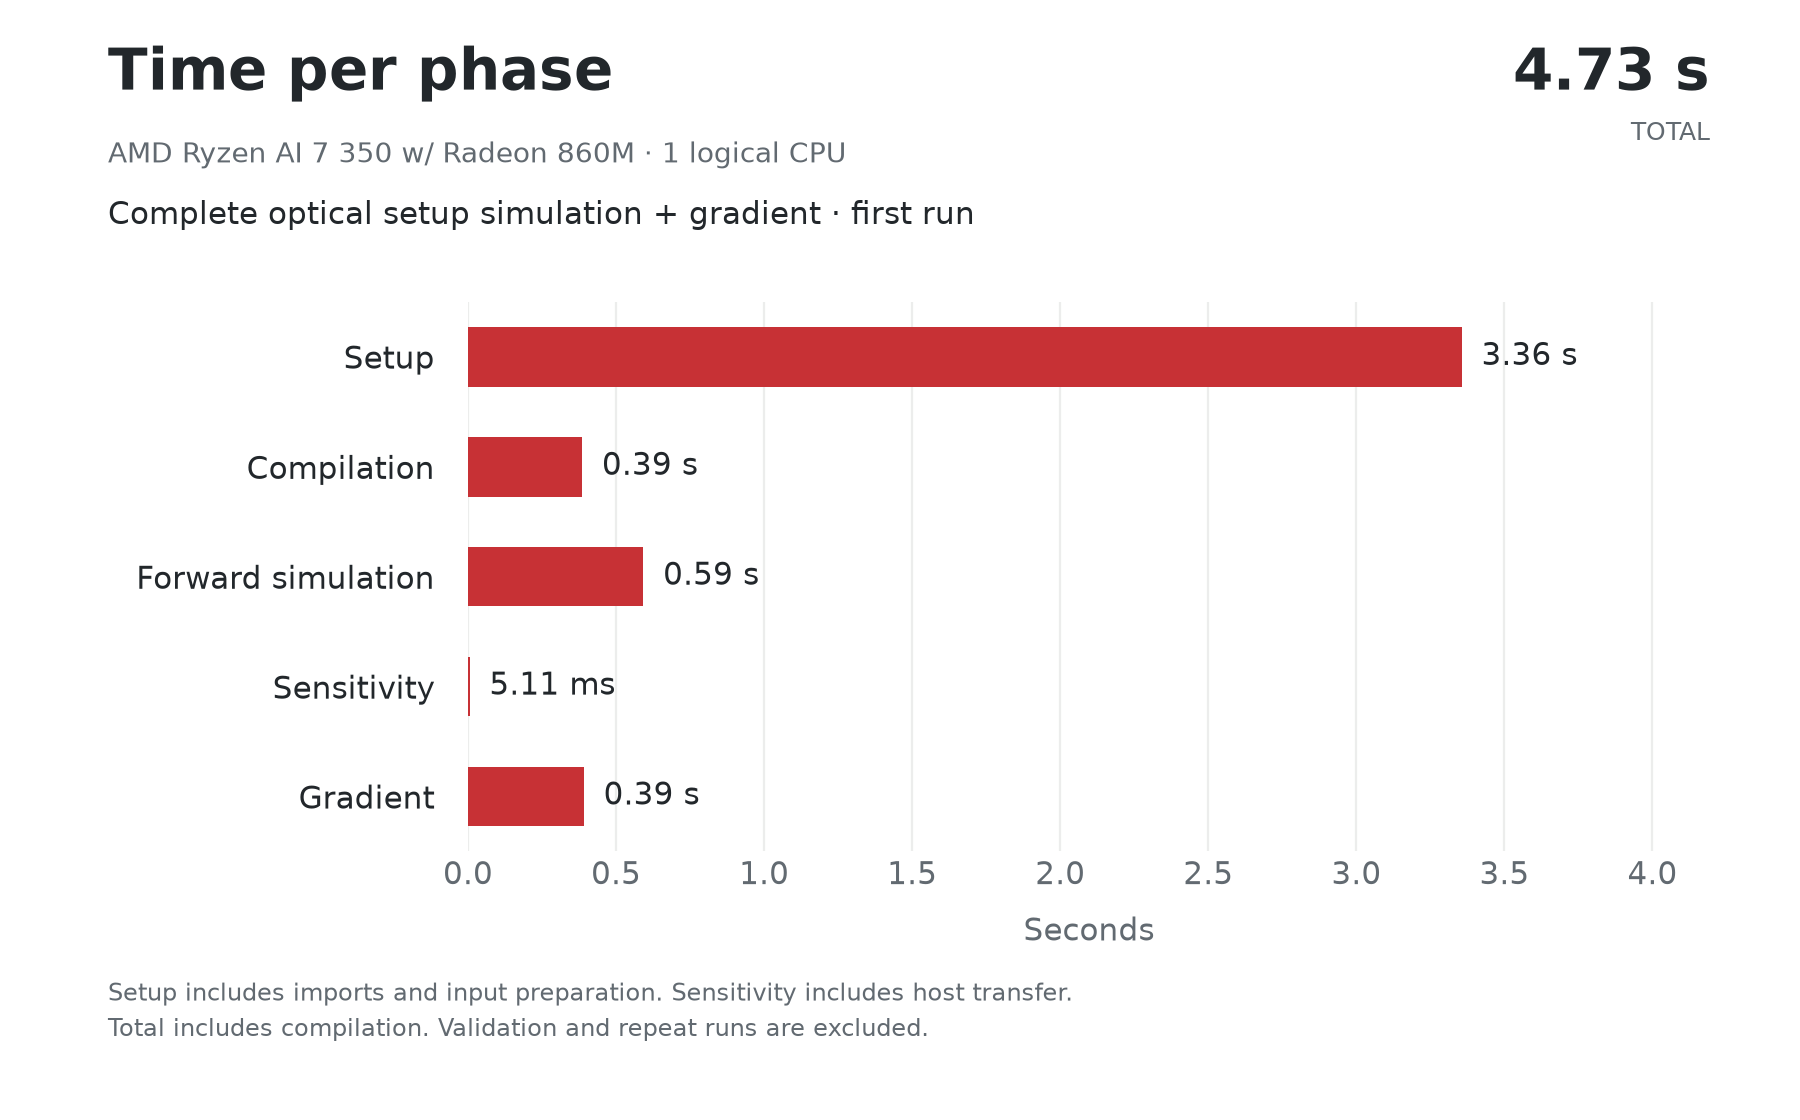 Time per phase
4.73 s
TOTAL
AMD Ryzen AI 7 350 w/ Radeon 860M · 1 logical CPU
Complete optical setup simulation + gradient · first run
Setup
3.36 s
Compilation
0.39 s
Forward simulation
0.59 s
Sensitivity
5.11 ms
Gradient
0.39 s
0.0 0.5 1.0 1.5 2.0 2.5 3.0 3.5 4.0
Seconds
Setup includes imports and input preparation. Sensitivity includes host transfer.
Total includes compilation. Validation and repeat runs are excluded.